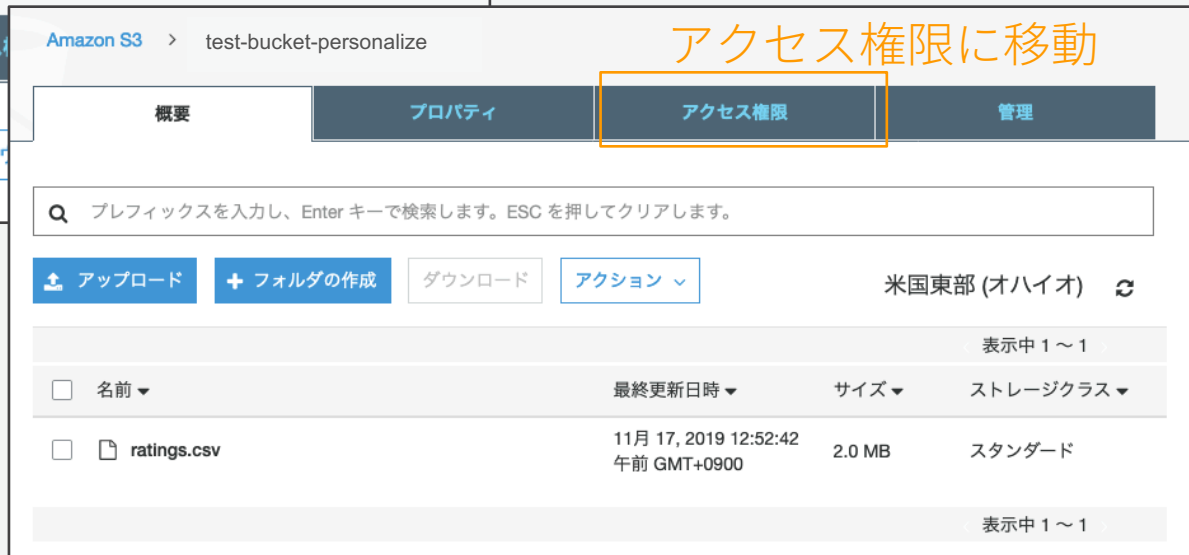 Amazon S3 > test-bucket-personalize
アクセス権限に移動
概要 プロパティ アクセス権限 管理
プレフィックスを入力し、Enter キーで検索します。ESC を押してクリアします。
アップロード フォルダの作成 ダウンロード アクション
米国東部 (オハイオ)
表示中 1 ~ 1
名前 最終更新日時 サイズ ストレージクラス
ratings.csv 11月 17, 2019 12:52:42 2.0 MB スタンダード
午前 GMT+0900
表示中 1 ~ 1